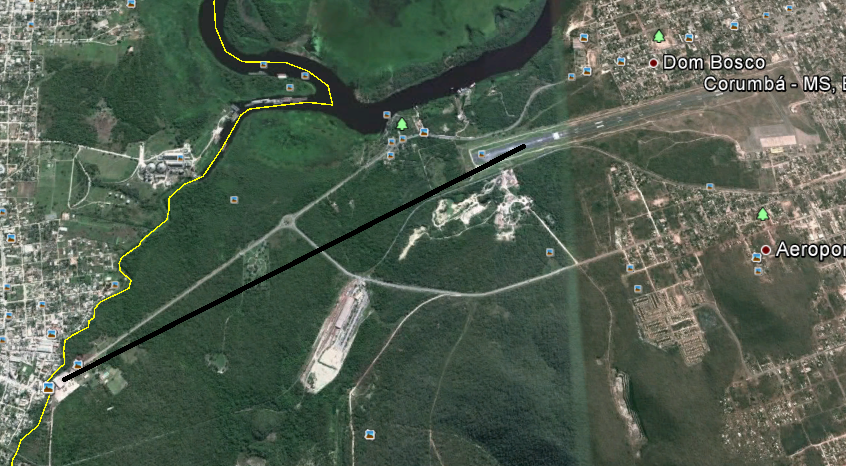 Dom Bosco
Corumbá - MS, B
Aeropor